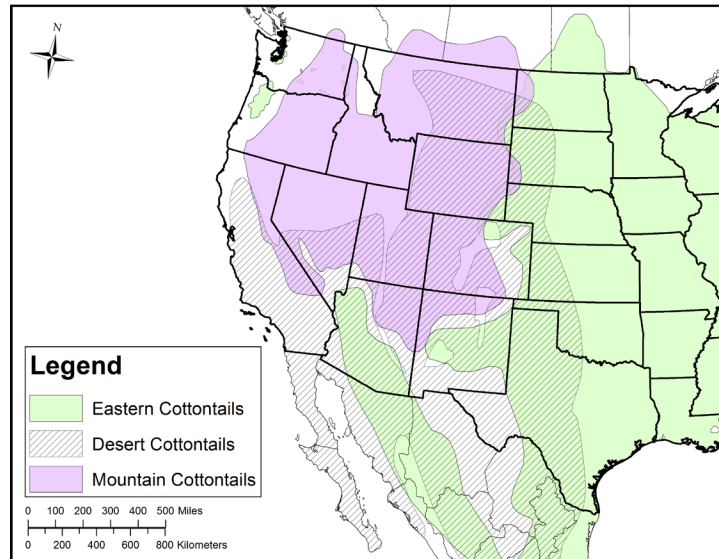 N
Legend
Eastern Cottontails
Desert Cottontails
Mountain Cottontails
0 100 200 300 400 500 Miles
0 200 400 600 800 Kilometers